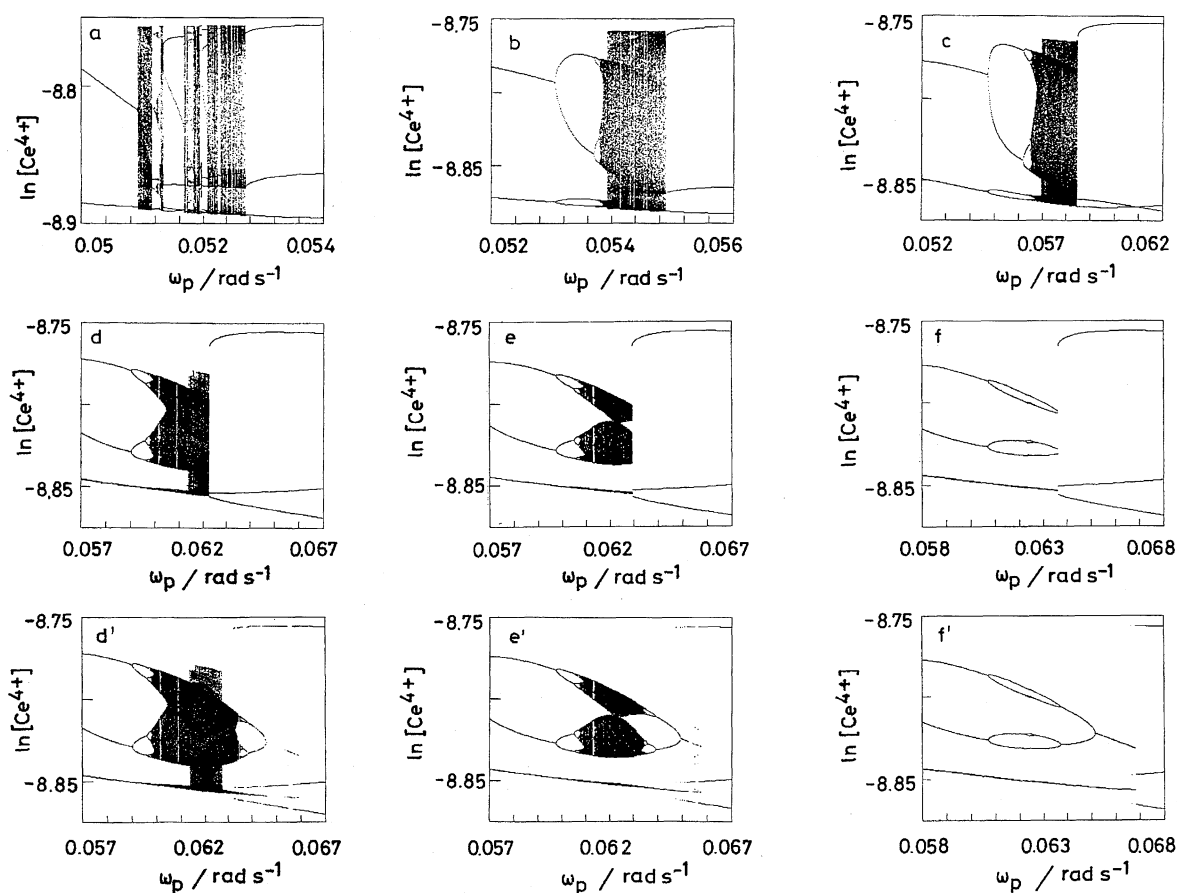 a
ln [Ce⁴⁺]
-8.8
-8.9
0.05 0.052 0.054
ωₚ / rad s⁻¹
b
ln [Ce⁴⁺]
-8.75
-8.85
0.052 0.054 0.056
ωₚ / rad s⁻¹
c
ln [Ce⁴⁺]
-8.75
-8.85
0.052 0.057 0.062
ωₚ / rad s⁻¹
d
ln [Ce⁴⁺]
-8.75
-8.85
0.057 0.062 0.067
ωₚ / rad s⁻¹
e
ln [Ce⁴⁺]
-8.75
-8.85
0.057 0.062 0.067
ωₚ / rad s⁻¹
f
ln [Ce⁴⁺]
-8.75
-8.85
0.058 0.063 0.068
ωₚ / rad s⁻¹
d'
ln [Ce⁴⁺]
-8.75
-8.85
0.057 0.062 0.067
ωₚ / rad s⁻¹
e'
ln [Ce⁴⁺]
-8.75
-8.85
0.057 0.062 0.067
ωₚ / rad s⁻¹
f'
ln [Ce⁴⁺]
-8.75
-8.85
0.058 0.063 0.068
ωₚ / rad s⁻¹